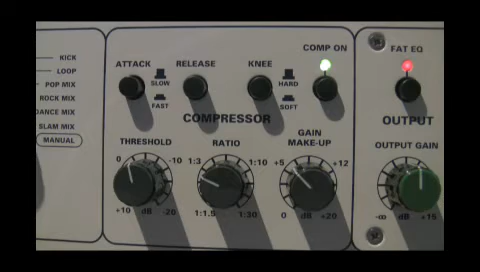 KICK
LOOP
POP MIX
ROCK MIX
DANCE MIX
SLAM MIX
MANUAL
ATTACK
RELEASE
KNEE
COMP ON
SLOW
FAST
HARD
SOFT
COMPRESSOR
THRESHOLD
RATIO
GAIN
MAKE-UP
0 -10
+10 dB -20
1:3 1:10
1:1.5 1:30
+5 +12
0 dB +20
FAT EQ
OUTPUT
OUTPUT GAIN
-∞ dB +15